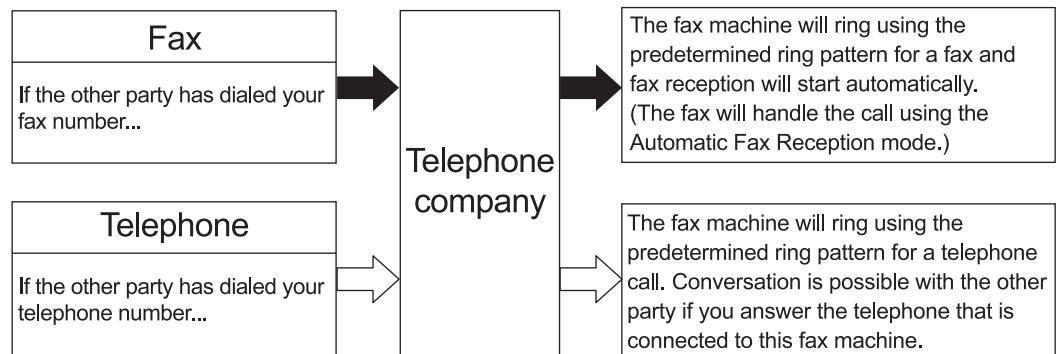 Fax
If the other party has dialed your
fax number...
Telephone
company
The fax machine will ring using the
predetermined ring pattern for a fax and
fax reception will start automatically.
(The fax will handle the call using the
Automatic Fax Reception mode.)
Telephone
If the other party has dialed your
telephone number...
The fax machine will ring using the
predetermined ring pattern for a telephone
call. Conversation is possible with the other
party if you answer the telephone that is
connected to this fax machine.